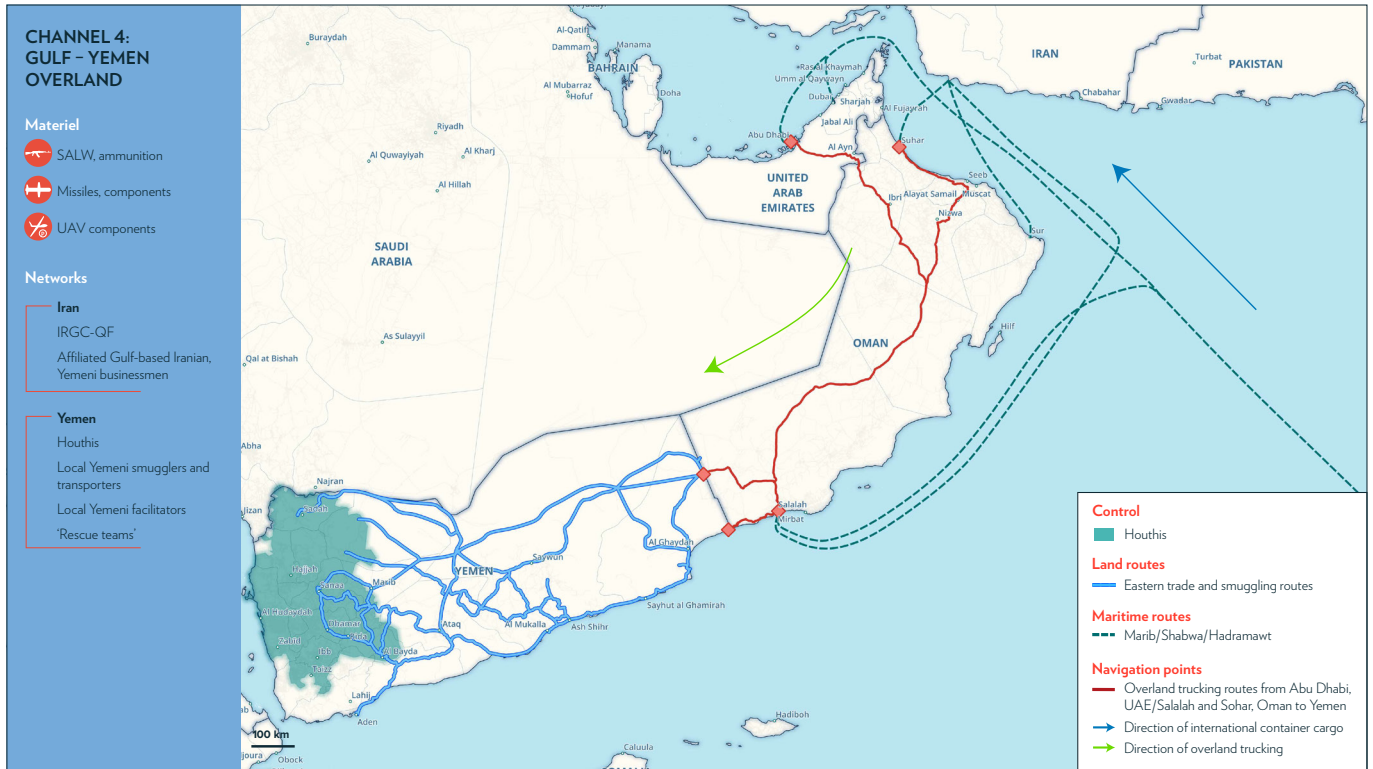 CHANNEL 4:
GULF – YEMEN
OVERLAND
Materiel
SALW, ammunition
Missiles, components
UAV components
Networks
Iran
IRGC-QF
Affiliated Gulf-based Iranian,
Yemeni businessmen
Yemen
Houthis
Local Yemeni smugglers and
transporters
Local Yemeni facilitators
‘Rescue teams’
Buraydah
Al-Qatif
Dammam
Manama
BAHRAIN
Al Mubarraz
Hofuf
Doha
Riyadh
Al Quwayiyah
Al Kharj
Al Hillah
SAUDI
ARABIA
As Sulayyil
Qal at Bishah
Abha
Jizan
Najran
IRAN
PAKISTAN
Turbat
Chabahar
Gwadar
Ras al Khaymah
Umm al Qaywayn
Dubai
Sharjah
Al Fujayrah
Jabal Ali
Abu Dhabi
Al Ayn
Suhar
UNITED
ARAB
EMIRATES
Seeb
Ibri
Alayat Samail
Muscat
Nizwa
Sur
Hilf
OMAN
Salalah
Mirbat
Al Ghaydah
Sadah
Saywun
YEMEN
Hajjah
Sanaa
Masib
Al Hudaydah
Dhamar
Jida
Zabid
Ibb
Taizz
Al Bayda
Ataq
Al Mukalla
Ash Shihr
Sayhut al Ghamirah
Lahij
Aden
100 km
Obock
Hadiboh
Caluula
Control
Houthis
Land routes
Eastern trade and smuggling routes
Maritime routes
Marib/Shabwa/Hadramawt
Navigation points
Overland trucking routes from Abu Dhabi,
UAE/Salalah and Sohar, Oman to Yemen
Direction of international container cargo
Direction of overland trucking